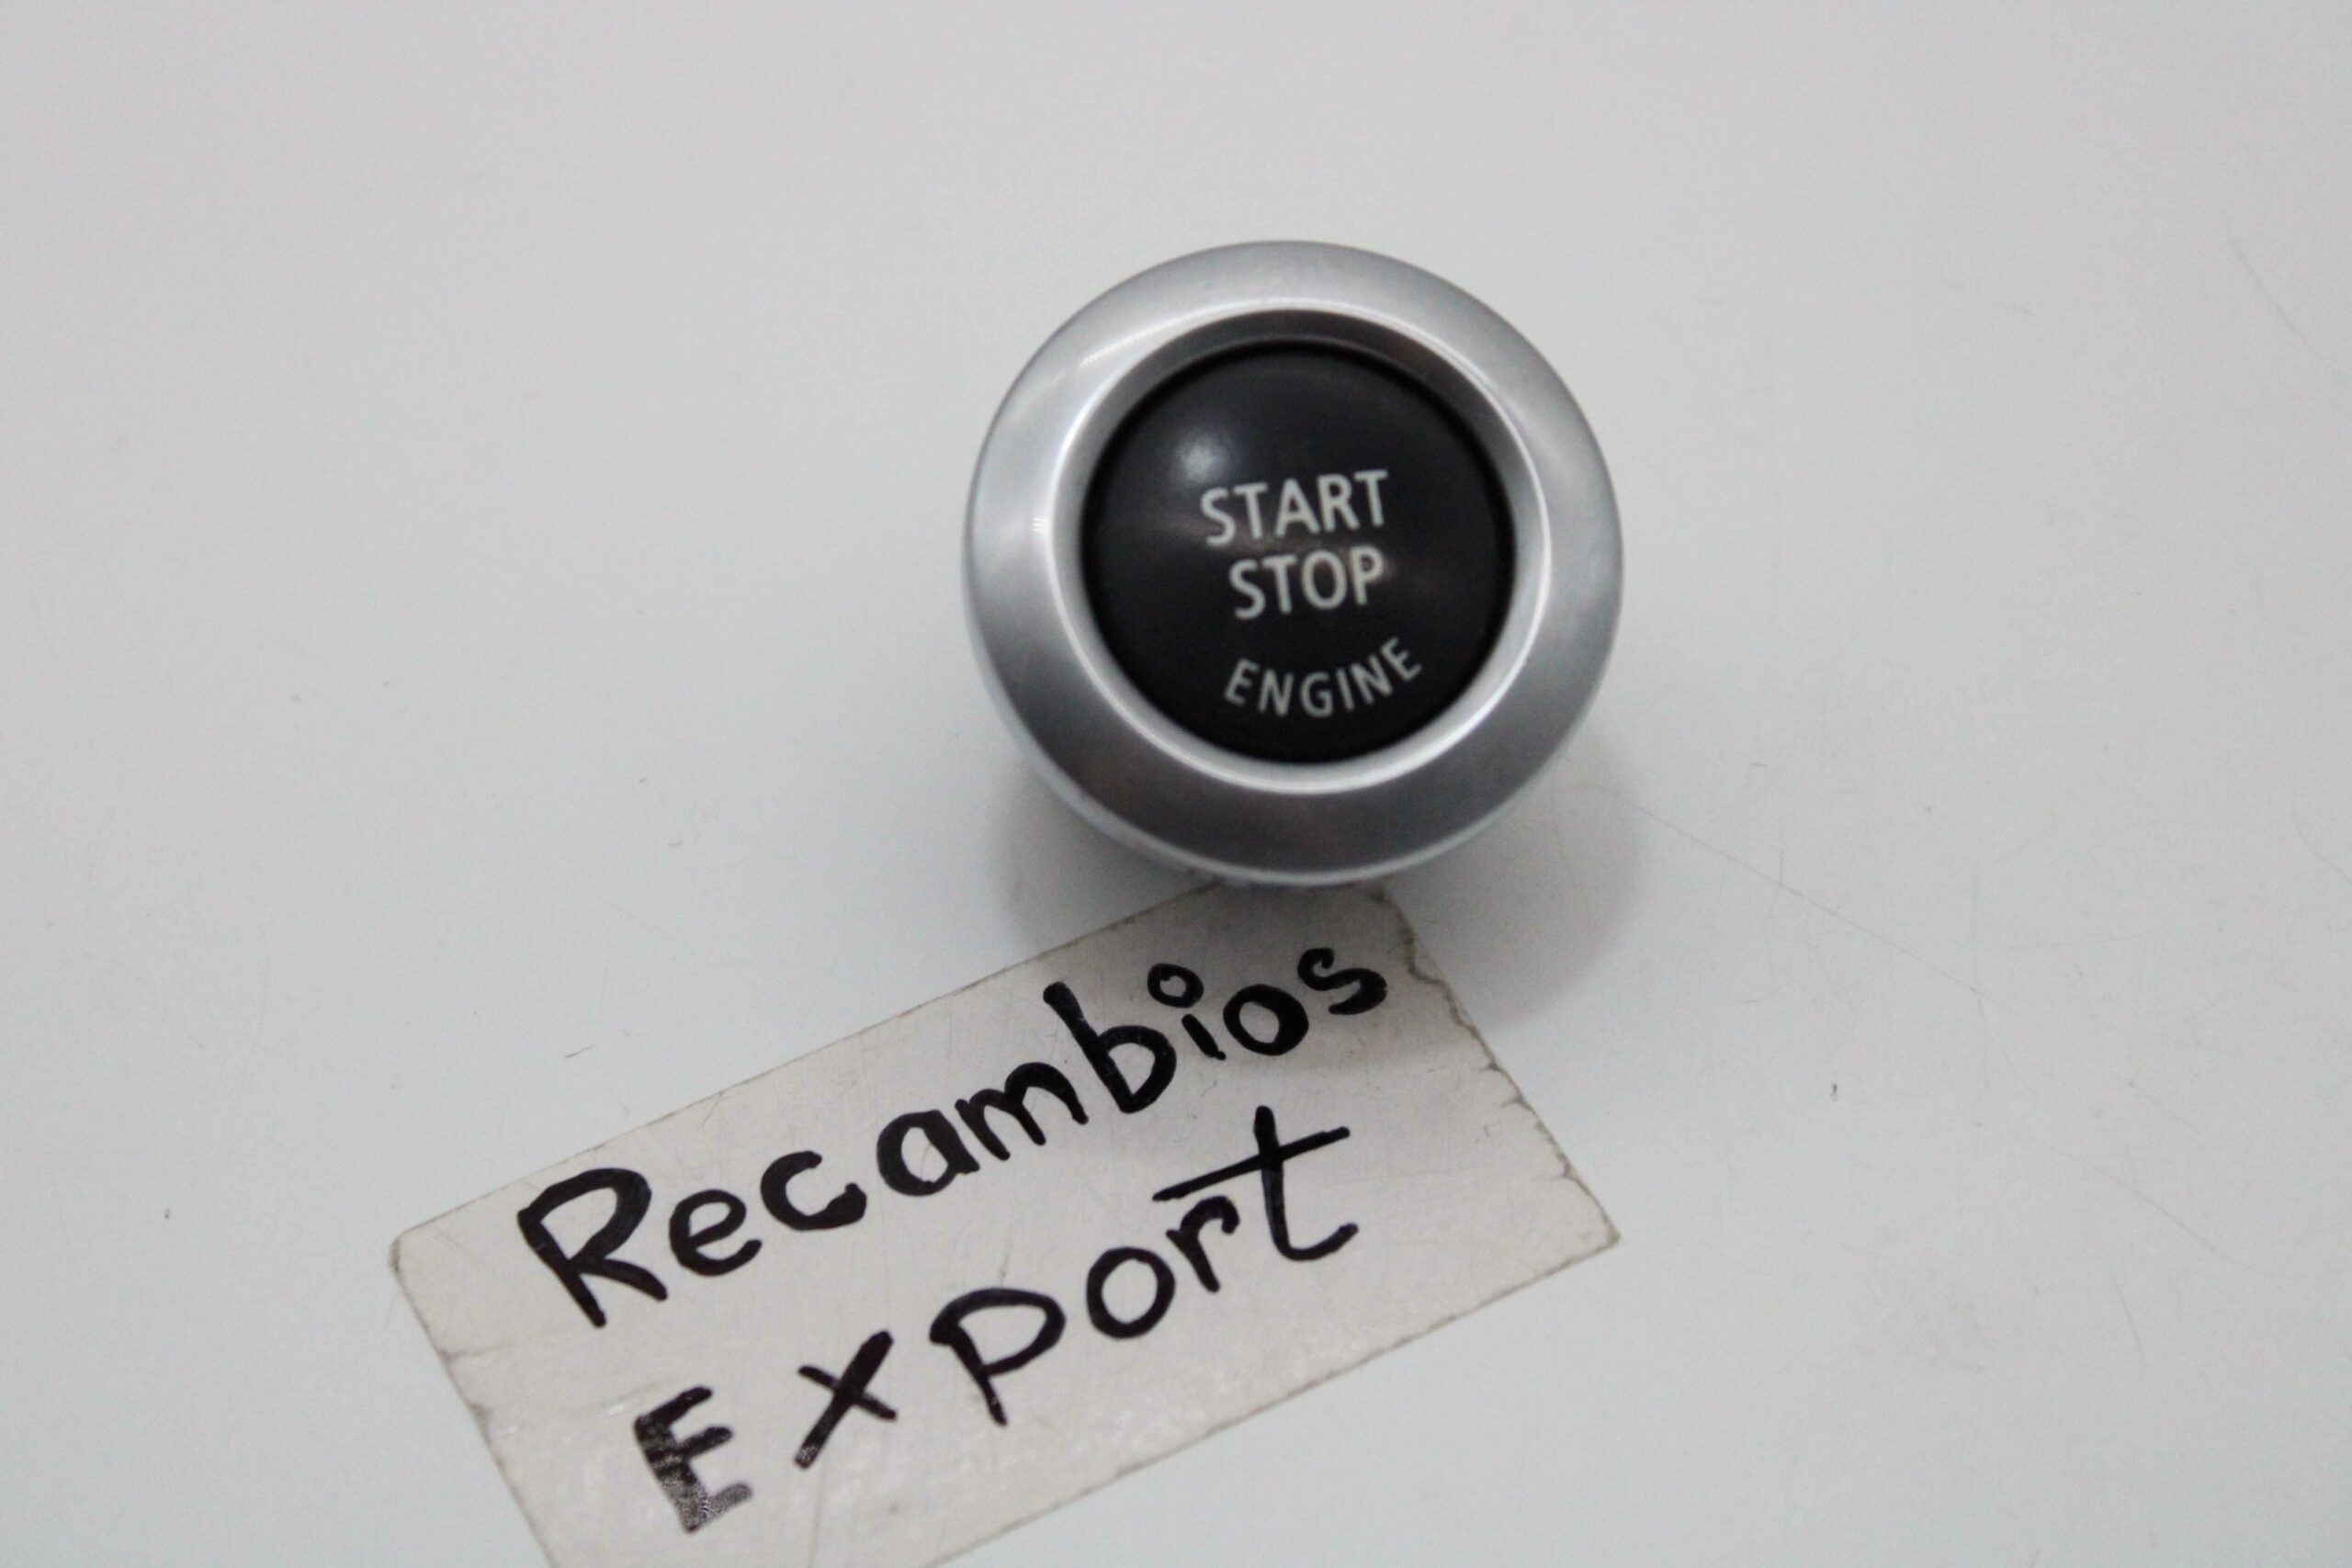 START
STOP
ENGINE
Recambios
Export